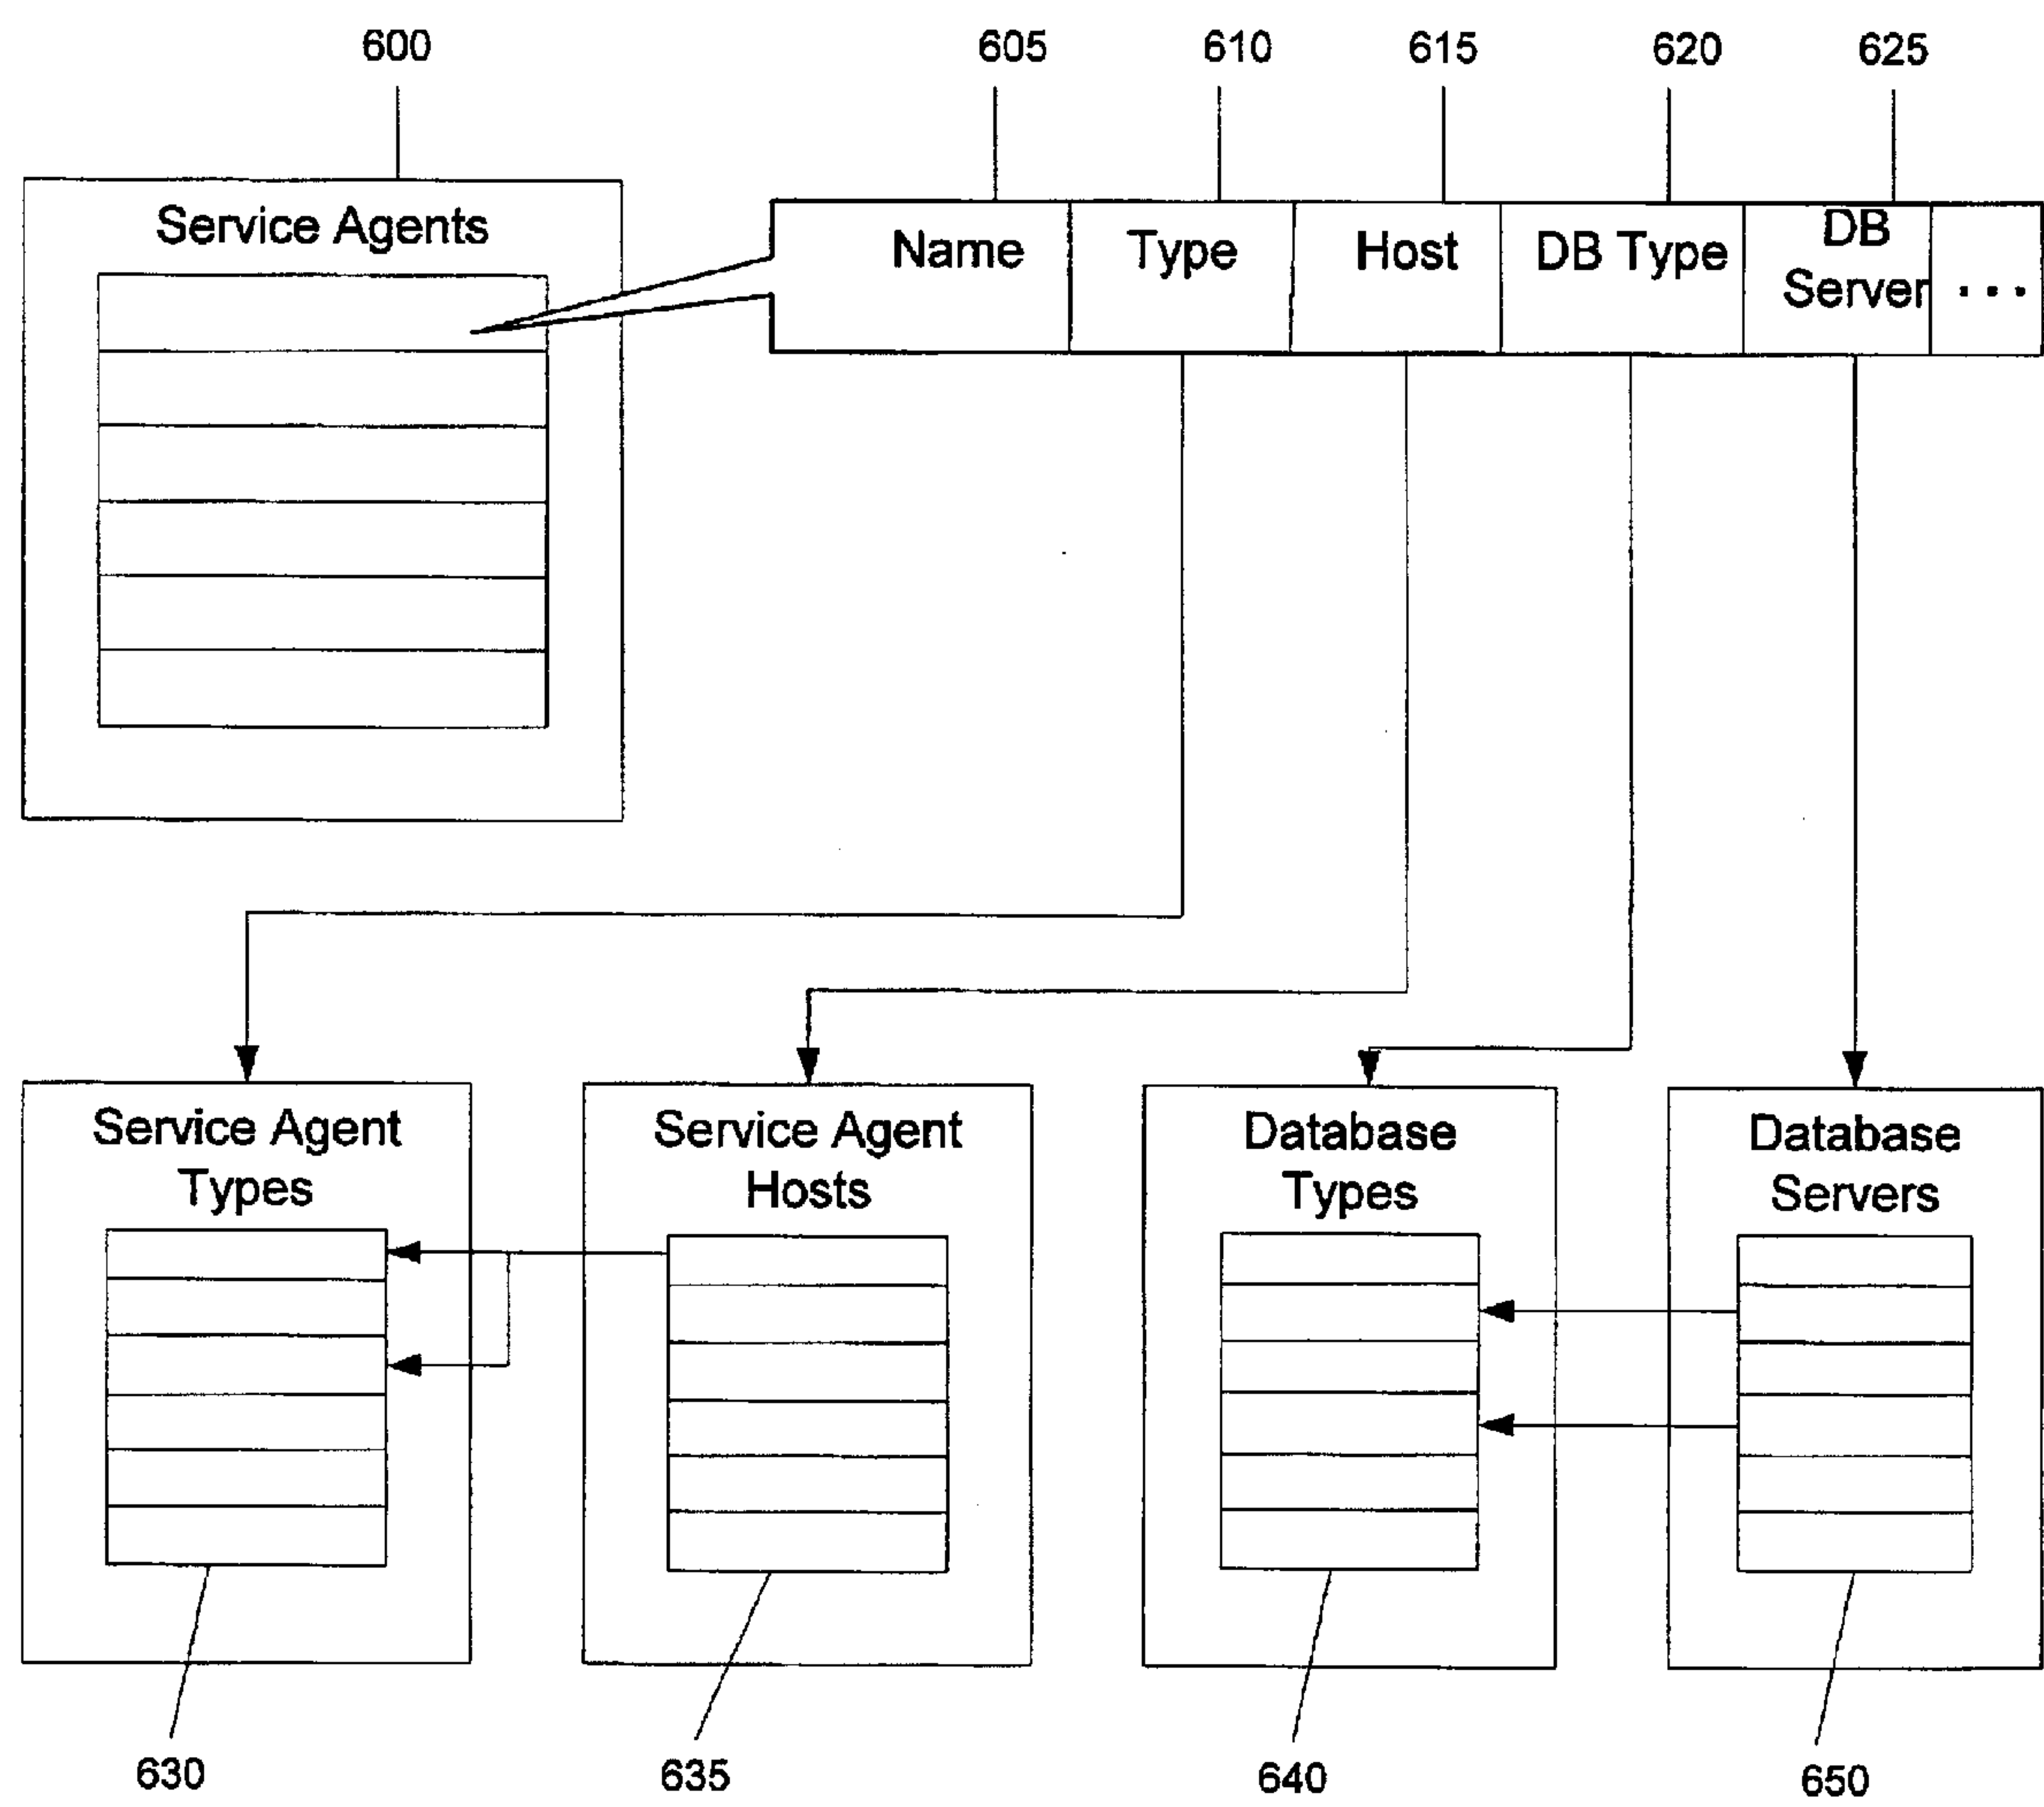 600
605
610
615
620
625
Service Agents
Name
Type
Host
DB Type
DB
Server
...
Service Agent
Types
Service Agent
Hosts
Database
Types
Database
Servers
630
635
640
650